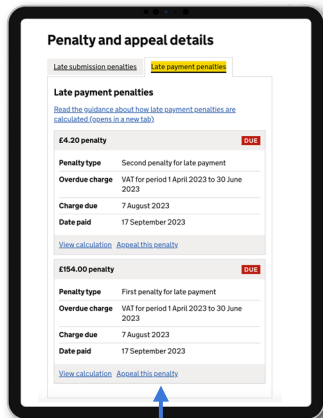 Penalty and appeal details
Late submission penalties Late payment penalties
Late payment penalties
Read the guidance about how late payment penalties are
calculated (opens in a new tab)
£4.20 penalty DUE
Penalty type Second penalty for late payment
Overdue charge VAT for period 1 April 2023 to 30 June
2023
Charge due 7 August 2023
Date paid 17 September 2023
View calculation Appeal this penalty
£154.00 penalty DUE
Penalty type First penalty for late payment
Overdue charge VAT for period 1 April 2023 to 30 June
2023
Charge due 7 August 2023
Date paid 17 September 2023
View calculation Appeal this penalty